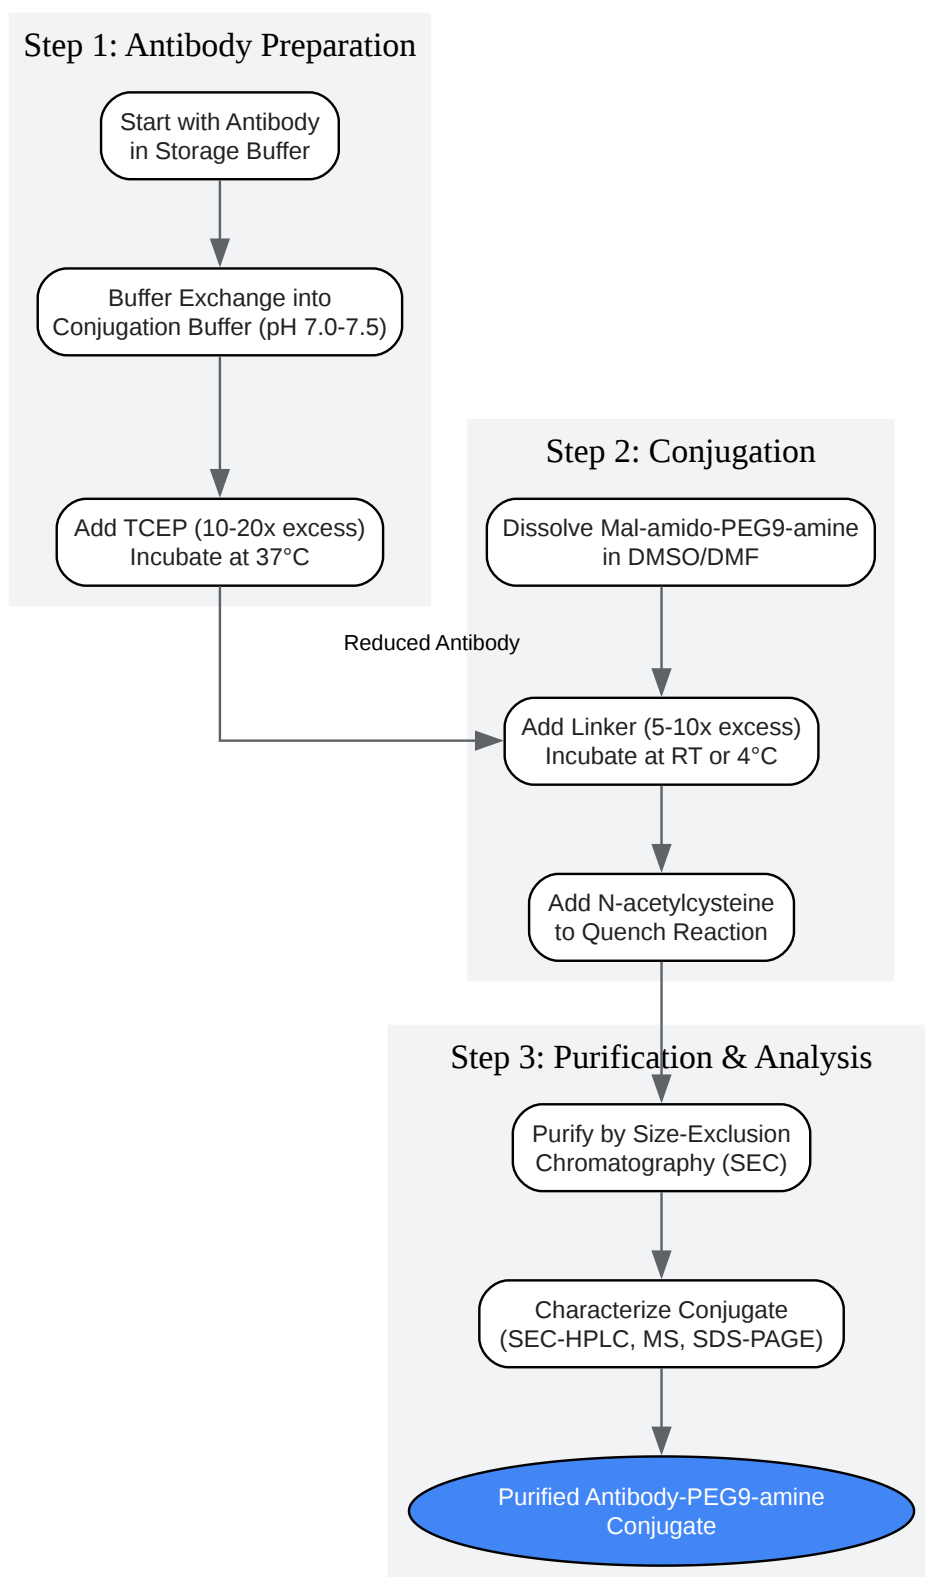 Step 1: Antibody Preparation
Start with Antibody
in Storage Buffer
Buffer Exchange into
Conjugation Buffer (pH 7.0-7.5)
Add TCEP (10-20x excess)
Incubate at 37°C
Reduced Antibody
Step 2: Conjugation
Dissolve Mal-amido-PEG9-amine
in DMSO/DMF
Add Linker (5-10x excess)
Incubate at RT or 4°C
Add N-acetylcysteine
to Quench Reaction
Step 3: Purification & Analysis
Purify by Size-Exclusion
Chromatography (SEC)
Characterize Conjugate
(SEC-HPLC, MS, SDS-PAGE)
Purified Antibody-PEG9-amine
Conjugate